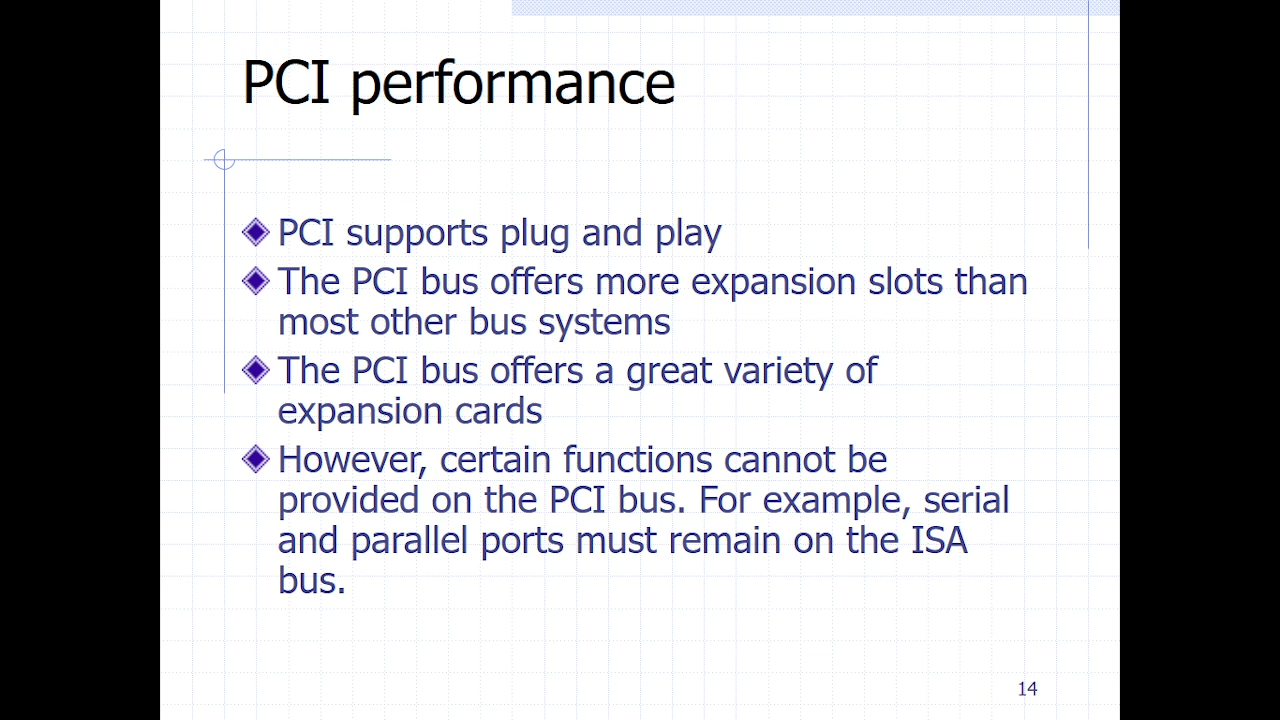 PCI performance
PCI supports plug and play
The PCI bus offers more expansion slots than
most other bus systems
The PCI bus offers a great variety of
expansion cards
However, certain functions cannot be
provided on the PCI bus. For example, serial
and parallel ports must remain on the ISA
bus.
14